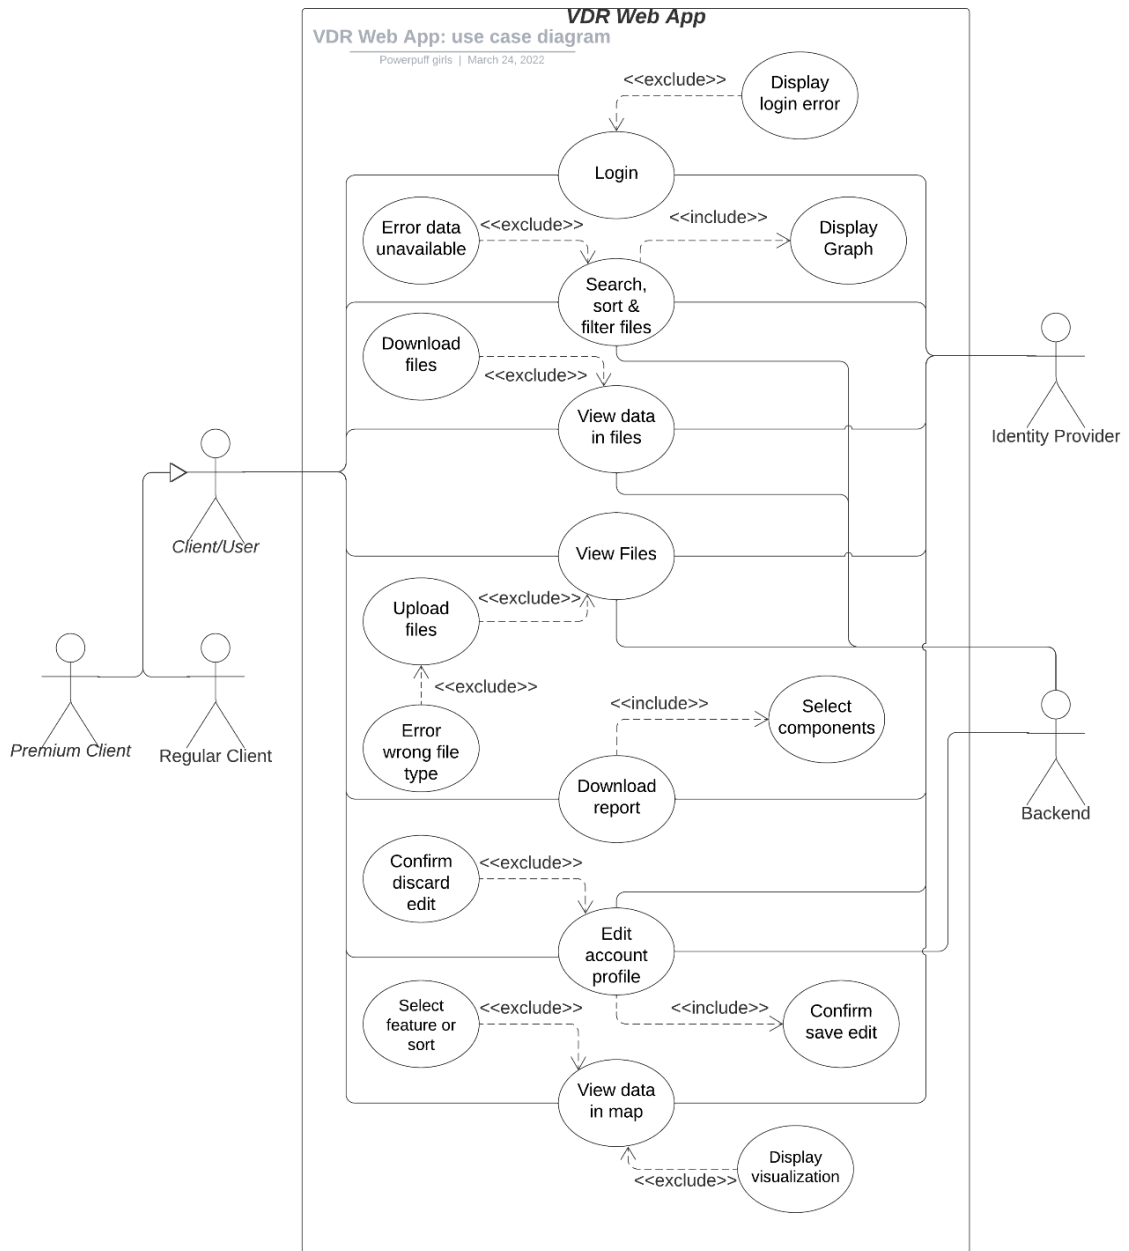 VDR Web App
VDR Web App: use case diagram
Powerpuff girls | March 24, 2022
<<exclude>>
Display
login error
Login
Error data
unavailable
<<exclude>>
<<include>>
Display
Graph
Search,
sort &
filter files
Download
files
<<exclude>>
View data
in files
Identity Provider
Client/User
View Files
Upload
files
<<exclude>>
<<exclude>>
Premium Client
Regular Client
Error
wrong file
type
<<include>>
Select
components
Download
report
Backend
Confirm
discard
edit
<<exclude>>
Edit
account
profile
Select
feature or
sort
<<exclude>>
<<include>>
Confirm
save edit
View data
in map
Display
visualization
<<exclude>>